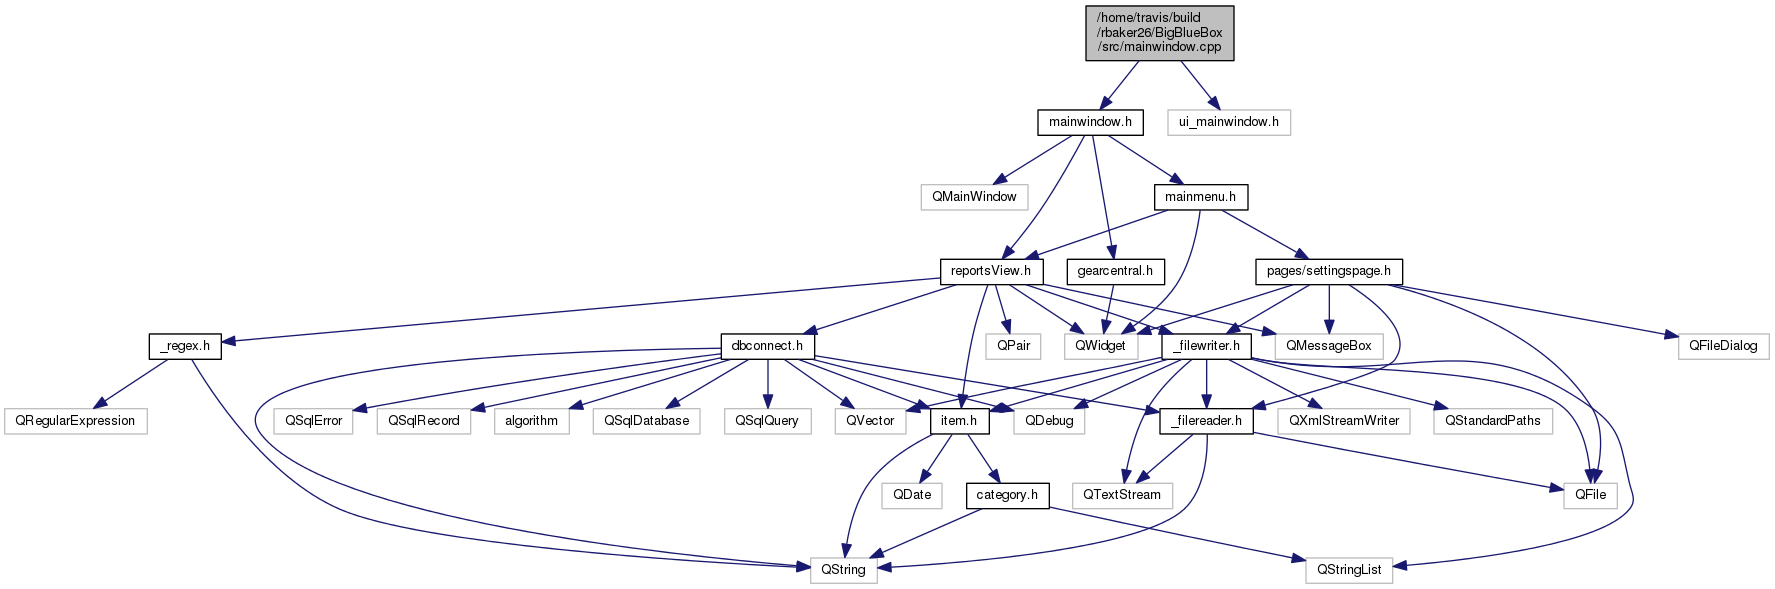 /home/travis/build
/rbaker26/BigBlueBox
/src/mainwindow.cpp
mainwindow.h
ui_mainwindow.h
QMainWindow
mainmenu.h
reportsView.h
gearcentral.h
pages/settingspage.h
_regex.h
dbconnect.h
QPair
QWidget
_filewriter.h
QMessageBox
QFileDialog
QRegularExpression
QSqlError
QSqlRecord
algorithm
QSqlDatabase
QSqlQuery
QVector
item.h
QDebug
_filereader.h
QXmlStreamWriter
QStandardPaths
QDate
category.h
QTextStream
QFile
QString
QStringList